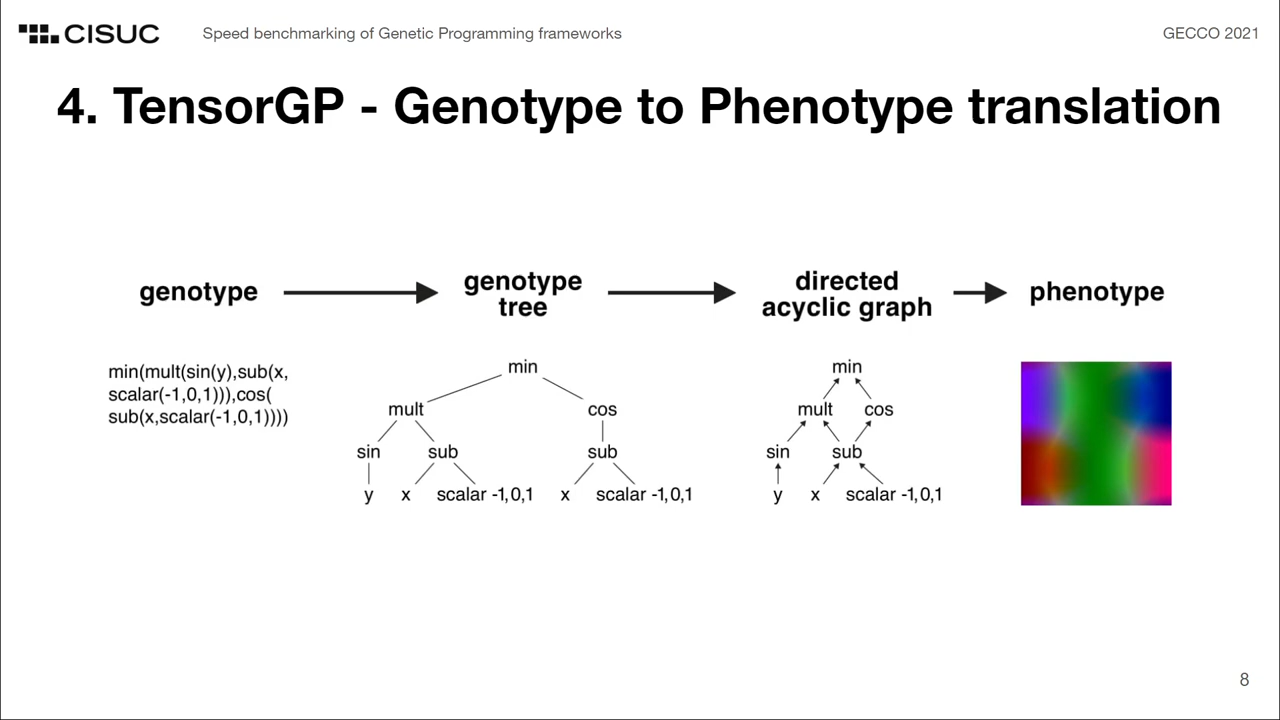 CISUC
Speed benchmarking of Genetic Programming frameworks
GECCO 2021
4. TensorGP - Genotype to Phenotype translation
genotype
genotype
tree
directed
acyclic graph
phenotype
min(mult(sin(y),sub(x,
scalar(-1,0,1))),cos(
sub(x,scalar(-1,0,1))))
min
mult
cos
sin
sub
sub
y
x
scalar -1,0,1
x
scalar -1,0,1
min
mult
cos
sin
sub
y
x
scalar -1,0,1
8